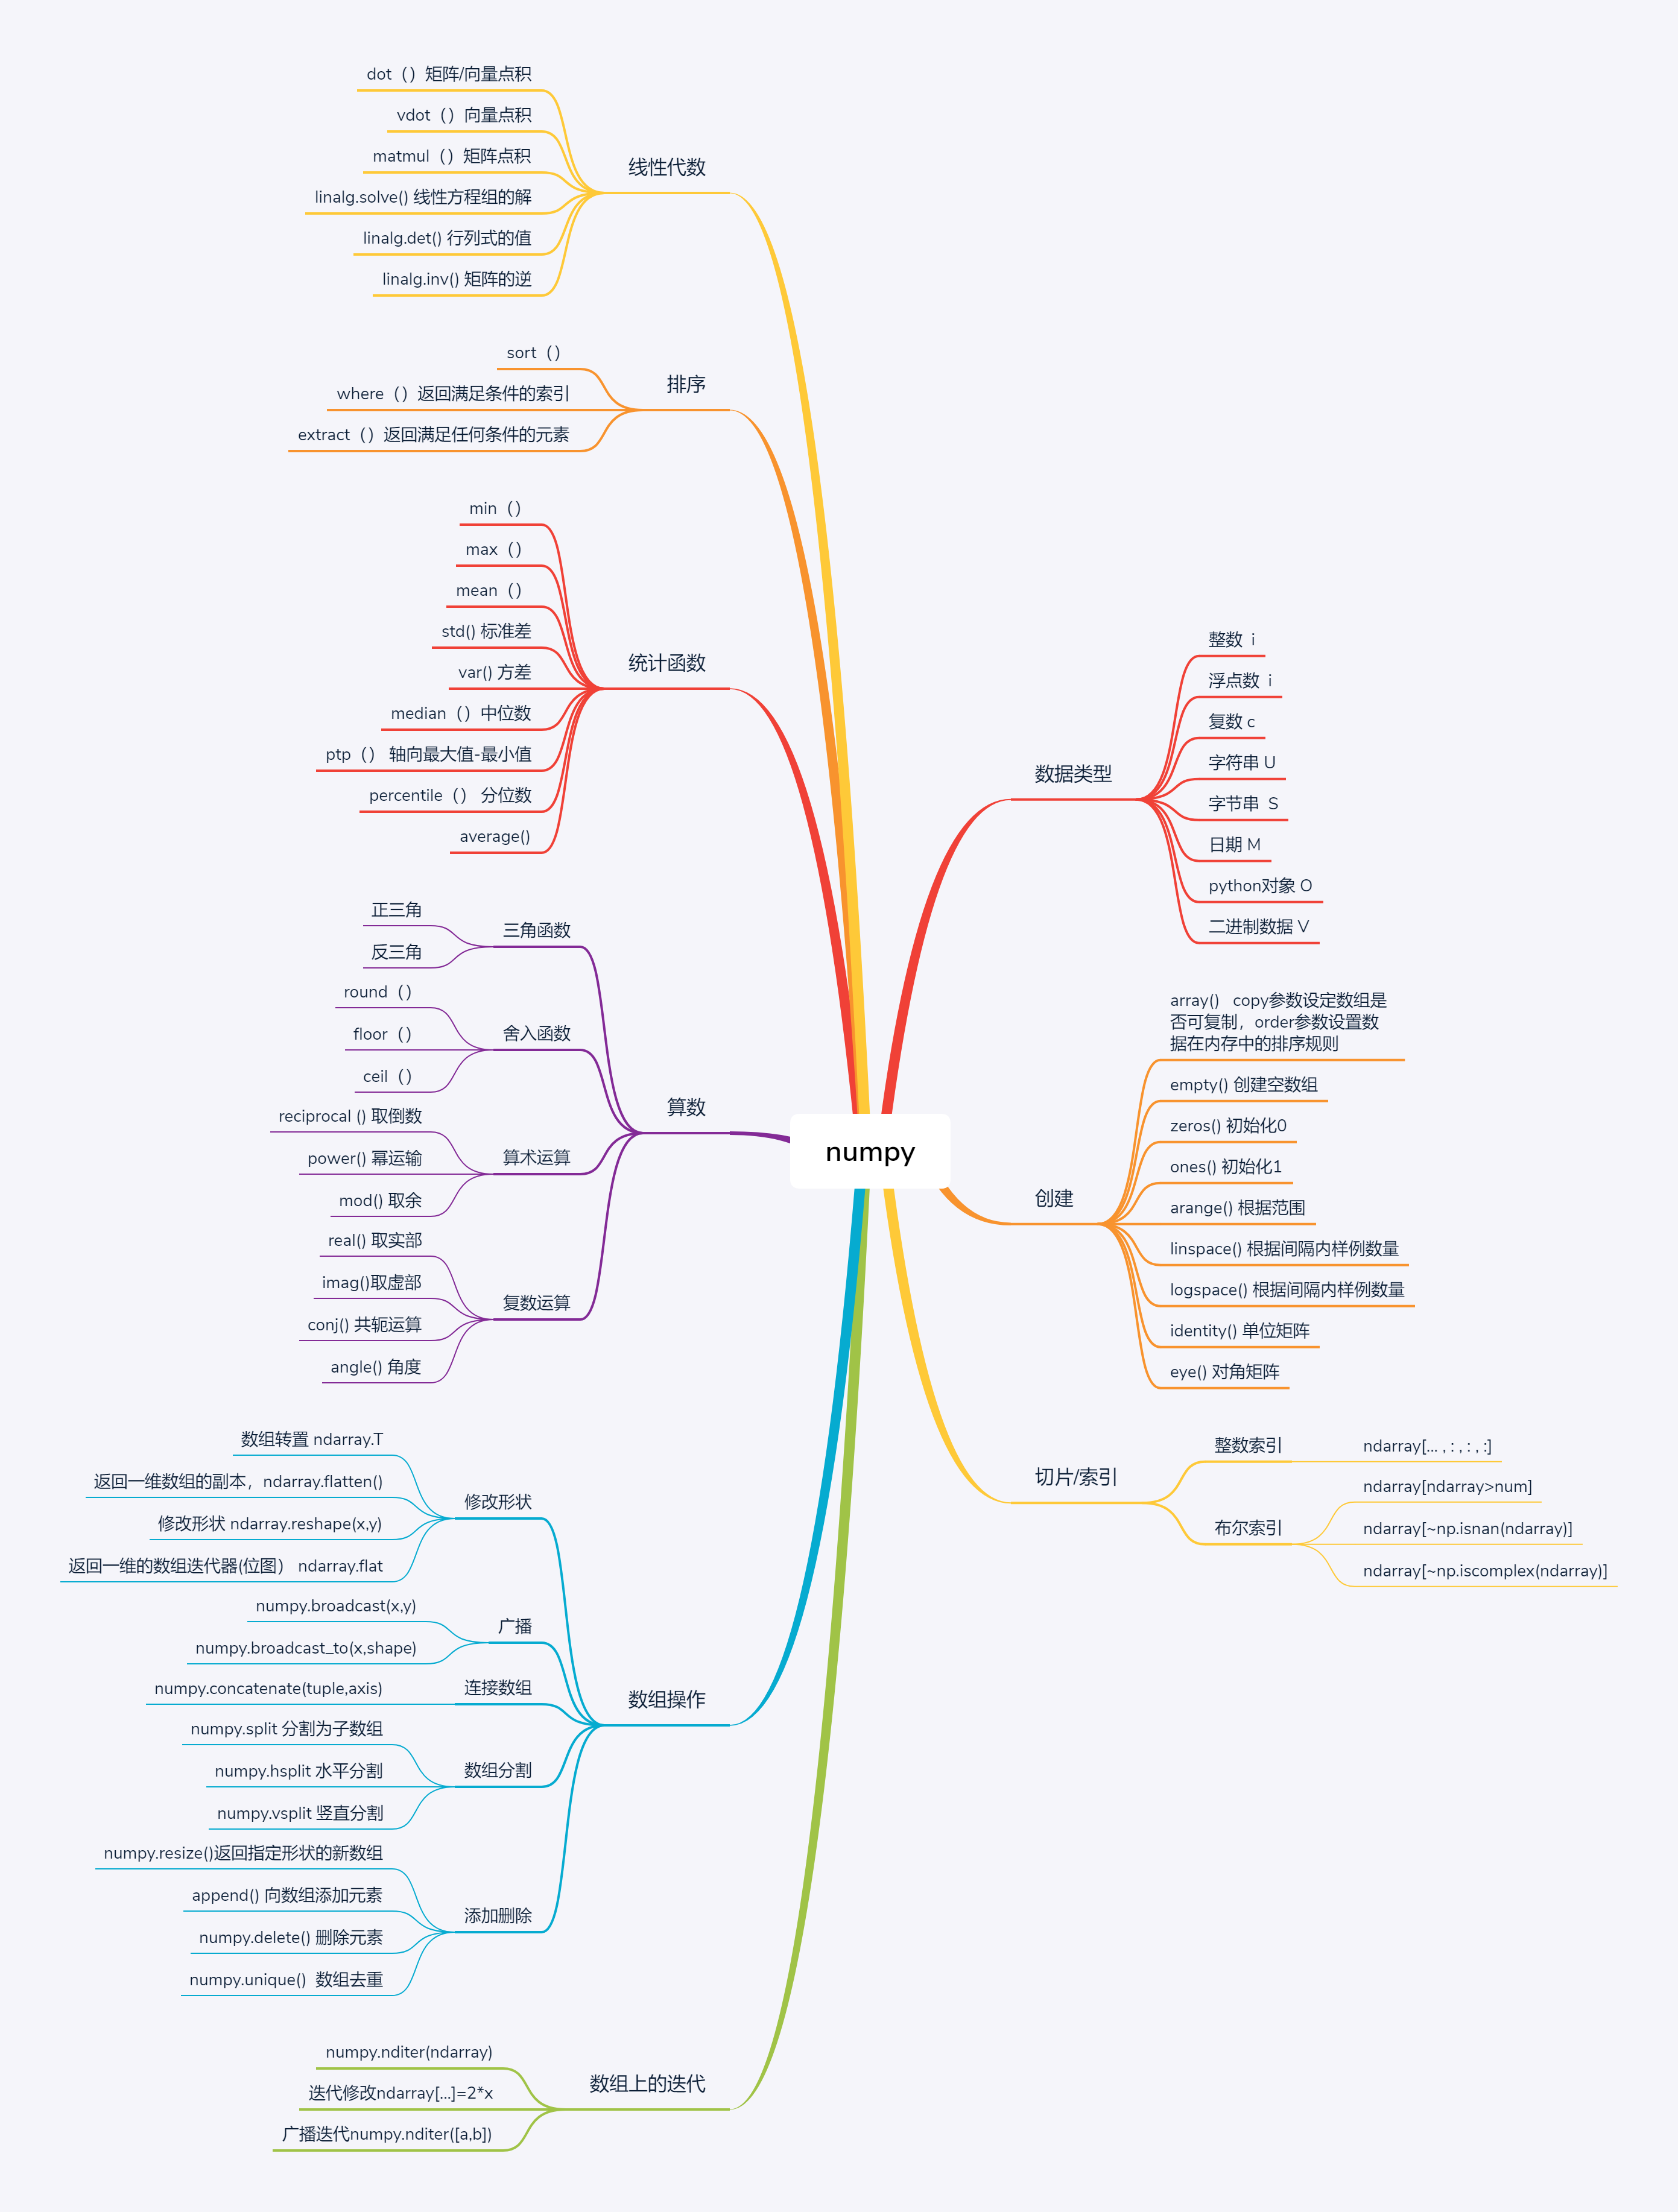 numpy
数据类型
整数 i
浮点数 i
复数 c
字符串 U
字节串 S
日期 M
python对象 O
二进制数据 V
创建
array() copy参数设定数组是
否可复制，order参数设置数
据在内存中的排序规则
empty() 创建空数组
zeros() 初始化0
ones() 初始化1
arange() 根据范围
linspace() 根据间隔内样例数量
logspace() 根据间隔内样例数量
identity() 单位矩阵
eye() 对角矩阵
切片/索引
整数索引
ndarray[... , : , : , :]
布尔索引
ndarray[ndarray>num]
ndarray[~np.isnan(ndarray)]
ndarray[~np.iscomplex(ndarray)]
线性代数
dot（）矩阵/向量点积
vdot（）向量点积
matmul（）矩阵点积
linalg.solve() 线性方程组的解
linalg.det() 行列式的值
linalg.inv() 矩阵的逆
排序
sort（）
where（）返回满足条件的索引
extract（）返回满足任何条件的元素
统计函数
min（）
max（）
mean（）
std() 标准差
var() 方差
median（）中位数
ptp（） 轴向最大值-最小值
percentile（） 分位数
average()
算数
三角函数
正三角
反三角
舍入函数
round（）
floor（）
ceil（）
算术运算
reciprocal () 取倒数
power() 幂运输
mod() 取余
复数运算
real() 取实部
imag()取虚部
conj() 共轭运算
angle() 角度
数组操作
修改形状
数组转置 ndarray.T
返回一维数组的副本，ndarray.flatten()
修改形状 ndarray.reshape(x,y)
返回一维的数组迭代器(位图） ndarray.flat
广播
numpy.broadcast(x,y)
numpy.broadcast_to(x,shape)
连接数组
numpy.concatenate(tuple,axis)
数组分割
numpy.split 分割为子数组
numpy.hsplit 水平分割
numpy.vsplit 竖直分割
添加删除
numpy.resize()返回指定形状的新数组
append() 向数组添加元素
numpy.delete() 删除元素
numpy.unique() 数组去重
数组上的迭代
numpy.nditer(ndarray)
迭代修改ndarray[...]=2*x
广播迭代numpy.nditer([a,b])